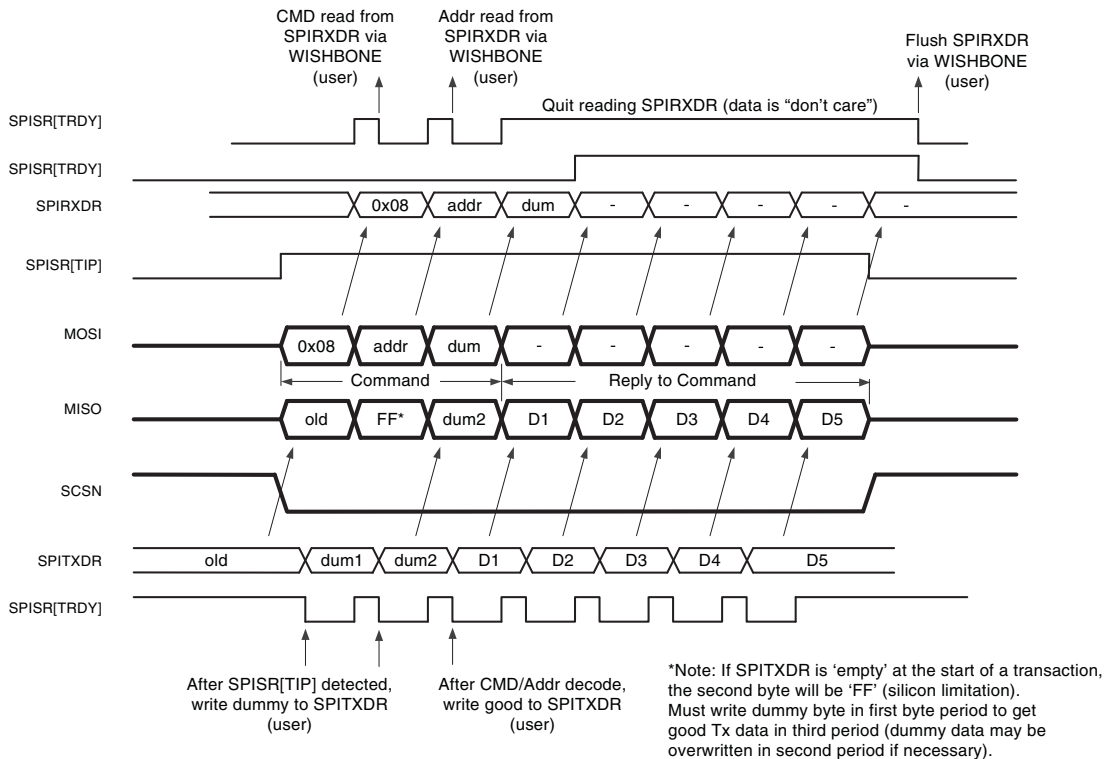 CMD read from
SPIRXDR via
WISHBONE
(user)
Addr read from
SPIRXDR via
WISHBONE
(user)
Flush SPIRXDR
via WISHBONE
(user)
Quit reading SPIRXDR (data is “don’t care”)
SPISR[TRDY]
SPISR[TRDY]
SPIRXDR 0x08 addr dum - - - - -
SPISR[TIP]
MOSI 0x08 addr dum - - - - -
Command Reply to Command
MISO old FF* dum2 D1 D2 D3 D4 D5
SCSN
SPITXDR old dum1 dum2 D1 D2 D3 D4 D5
SPISR[TRDY]
After SPISR[TIP] detected,
write dummy to SPITXDR
(user)
After CMD/Addr decode,
write good to SPITXDR
(user)
*Note: If SPITXDR is ‘empty’ at the start of a transaction,
the second byte will be ‘FF’ (silicon limitation).
Must write dummy byte in first byte period to get
good Tx data in third period (dummy data may be
overwritten in second period if necessary).